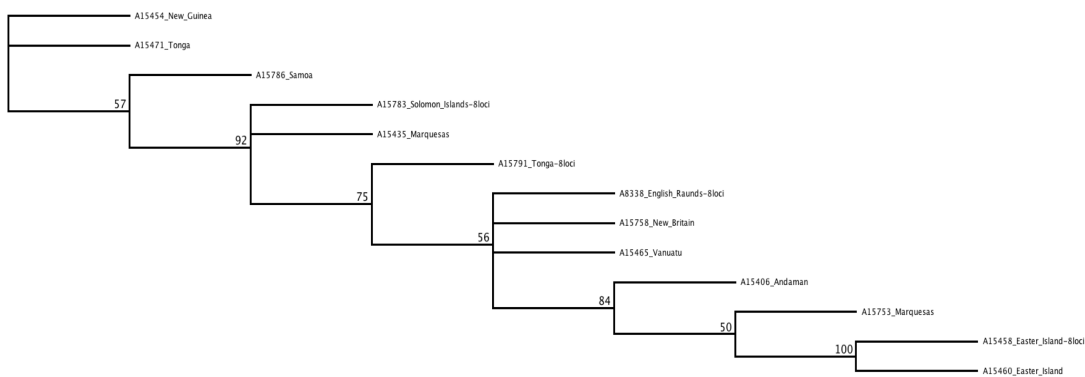 A15454_New_Guinea
A15471_Tonga
A15786_Samoa
57
A15783_Solomon_Islands-8loci
A15435_Marquesas
92
A15791_Tonga-8loci
75
A8338_English_Raunds-8loci
A15758_New_Britain
56
A15465_Vanuatu
A15406_Andaman
84
A15753_Marquesas
50
A15458_Easter_Island-8loci
100
A15460_Easter_Island